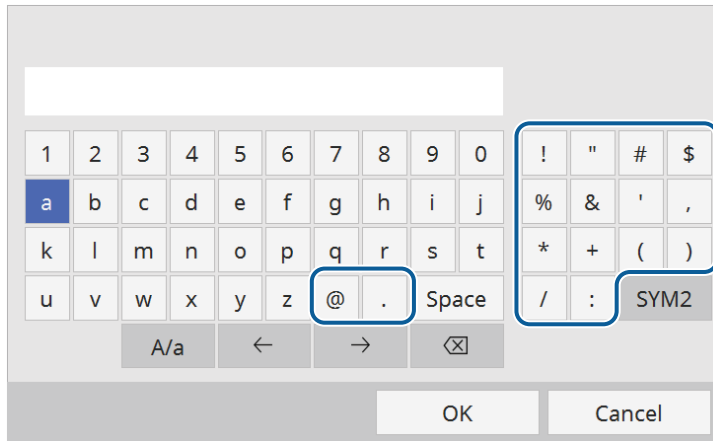 1 2 3 4 5 6 7 8 9 0 ! " # $
a b c d e f g h i j % & ' ,
k l m n o p q r s t * + ( )
u v w x y z @ . Space / : SYM2
A/a ← → ⌫
OK Cancel